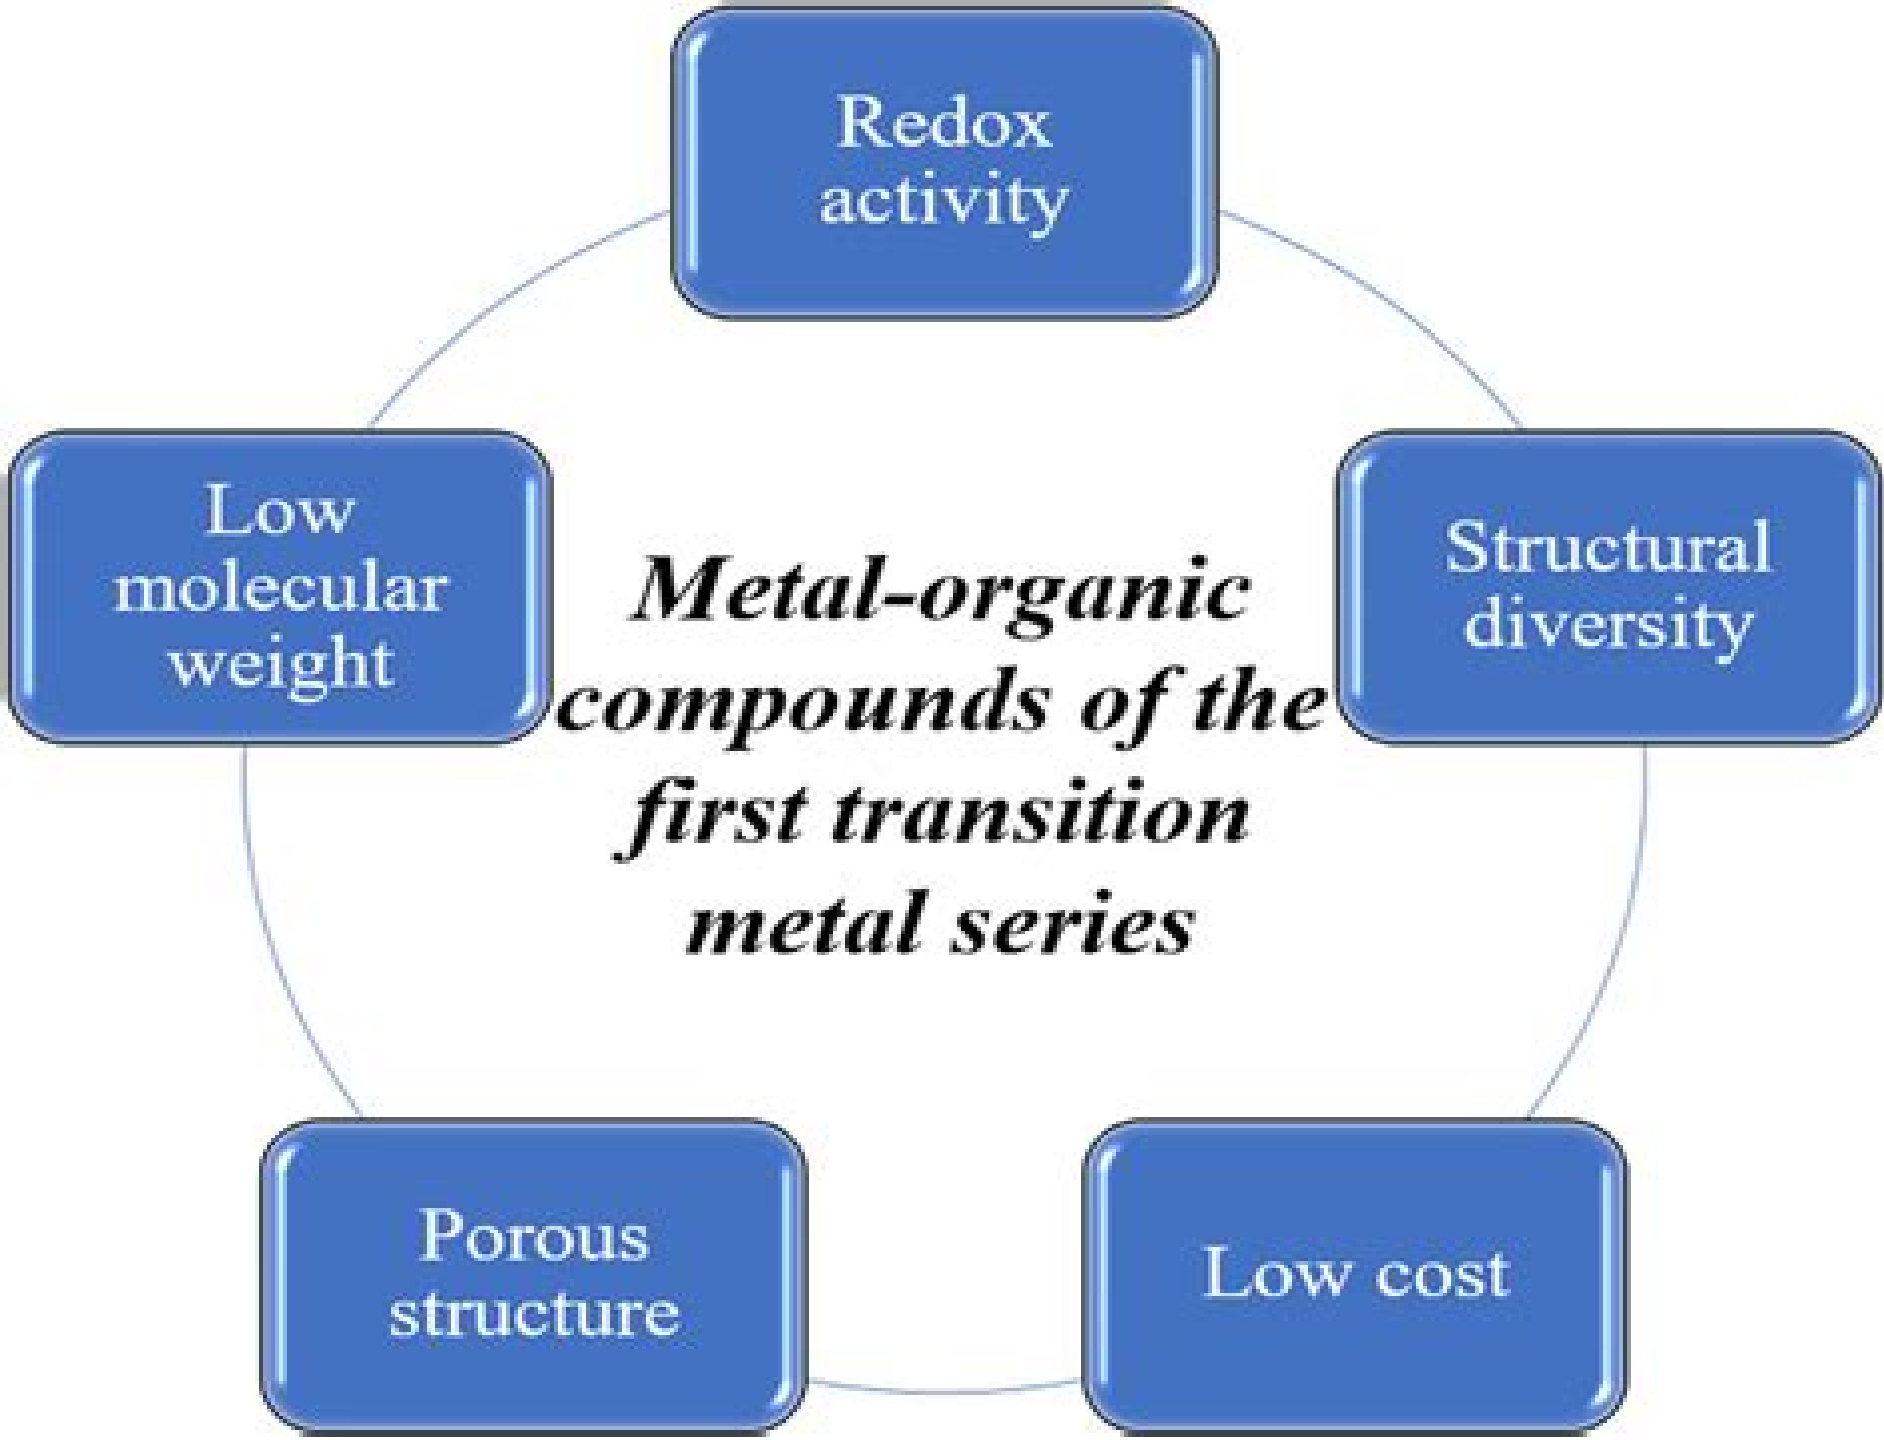 Redox
activity
Low
molecular
weight
Structural
diversity
Metal-organic
compounds of the
first transition
metal series
Porous
structure
Low cost